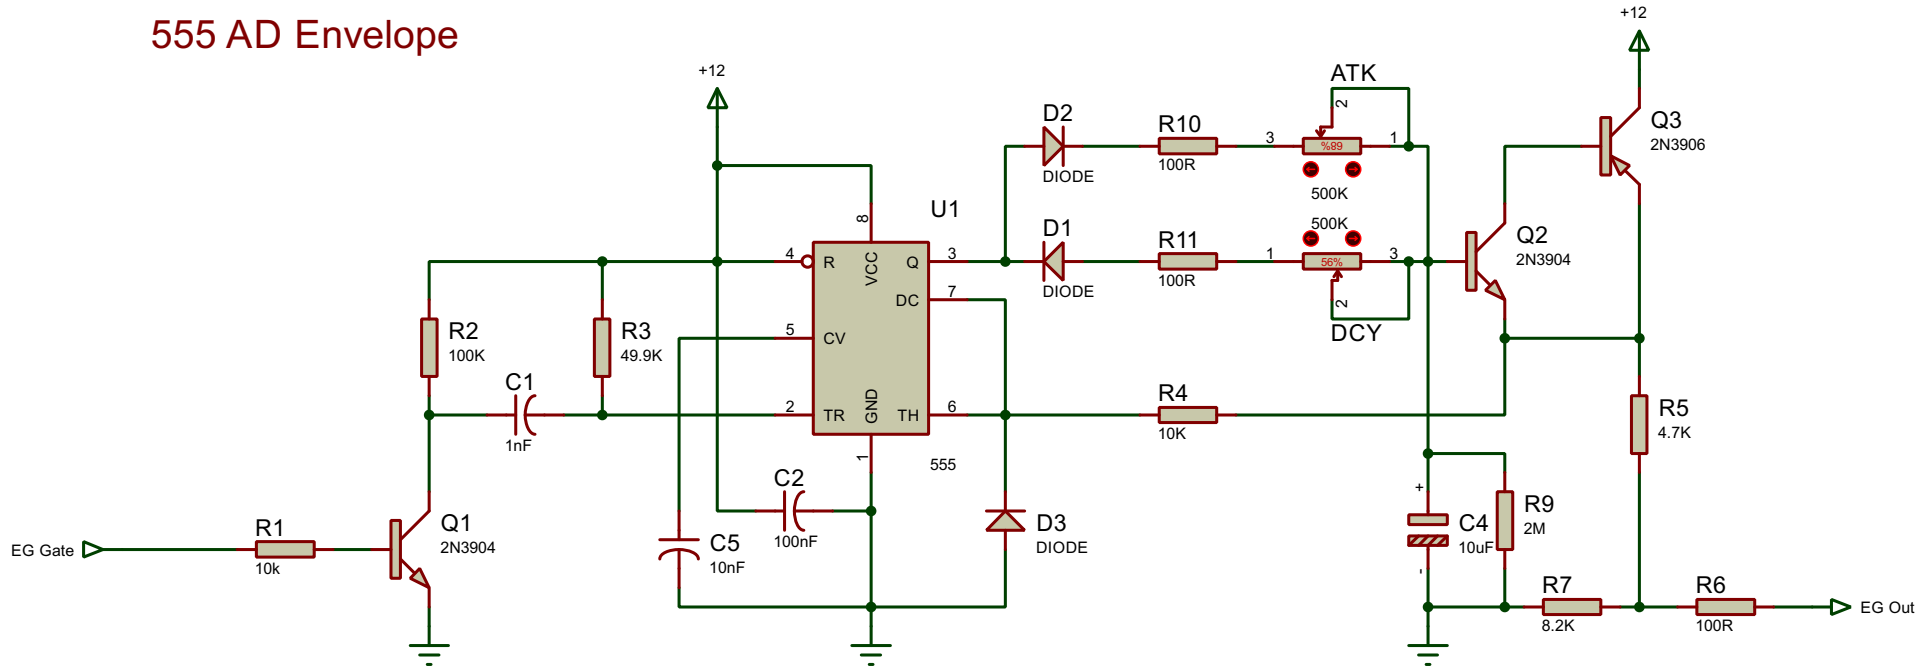 555 AD Envelope
+12
+12
ATK
2
D2
DIODE
R10
100R
3
%89
1
500K
Q3
2N3906
U1
8
500K
D1
DIODE
R11
100R
1
56%
3
2
DCY
Q2
2N3904
4
R
VCC
Q
3
DC
7
5
CV
2
TR
GND
TH
6
1
555
R2
100K
R3
49.9K
C1
1nF
R4
10K
R5
4.7K
C2
100nF
EG Gate
R1
10k
Q1
2N3904
C5
10nF
D3
DIODE
+
C4
10uF
-
R9
2M
R7
8.2K
R6
100R
EG Out